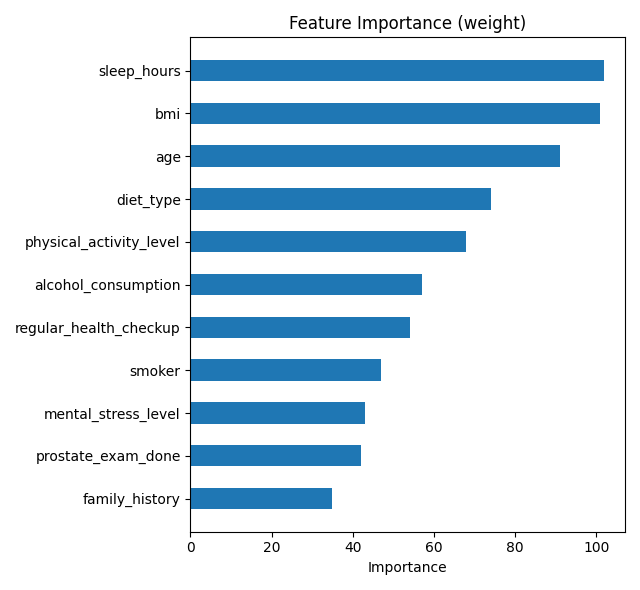 Feature Importance (weight)
sleep_hours
bmi
age
diet_type
physical_activity_level
alcohol_consumption
regular_health_checkup
smoker
mental_stress_level
prostate_exam_done
family_history
0 20 40 60 80 100
Importance